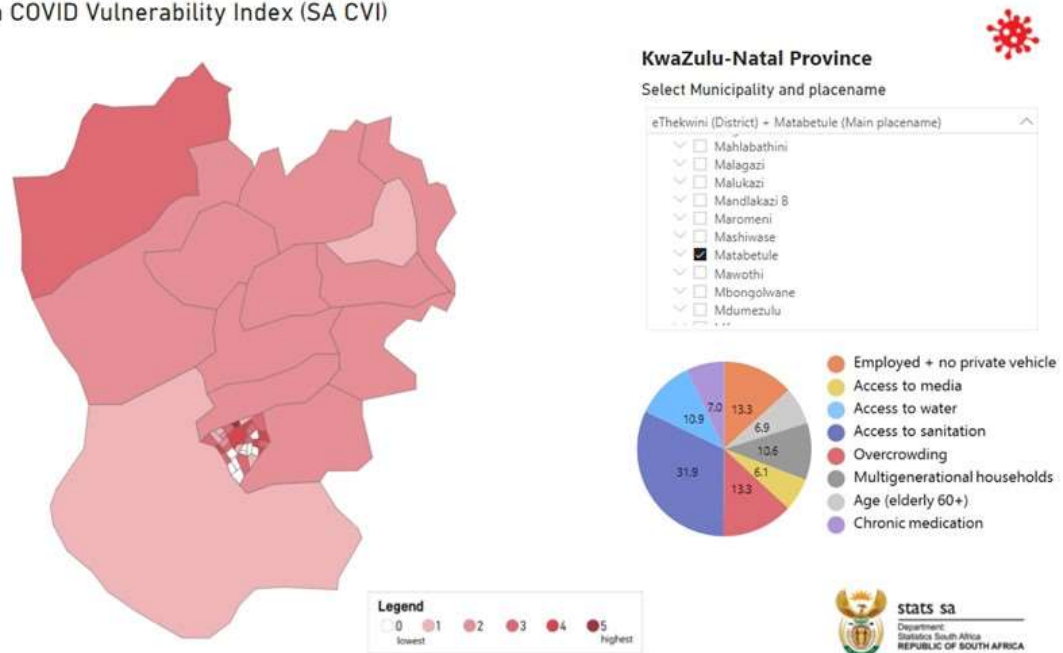 COVID Vulnerability Index (SA CVI)
KwaZulu-Natal Province
Select Municipality and placename
eThekwini (District) + Matabetule (Main placename)
Mahlabathini
Malagazi
Malukazi
Mandlakazi B
Maromeni
Mashiwase
Matabetule
Mawothi
Mbongolwane
Mdumezulu
Employed + no private vehicle
Access to media
Access to water
Access to sanitation
Overcrowding
Multigenerational households
Age (elderly 60+)
Chronic medication
7.0
13.3
10.9
6.9
10.6
31.9
6.1
13.3
Legend
0 1 2 3 4 5
lowest highest
stats sa
Department:
Statistics South Africa
REPUBLIC OF SOUTH AFRICA